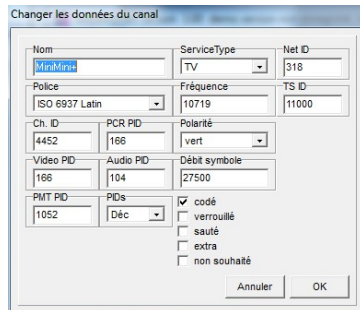 Changer les données du canal
Nom
MiniMini+
ServiceType
TV
Net ID
318
Police
ISO 6937 Latin
Fréquence
10719
TS ID
11000
Ch. ID
4452
PCR PID
166
Polarité
vert
Video PID
166
Audio PID
104
Débit symbole
27500
PMT PID
1052
PIDs
Déc
codé
verrouillé
sauté
extra
non souhaité
Annuler
OK